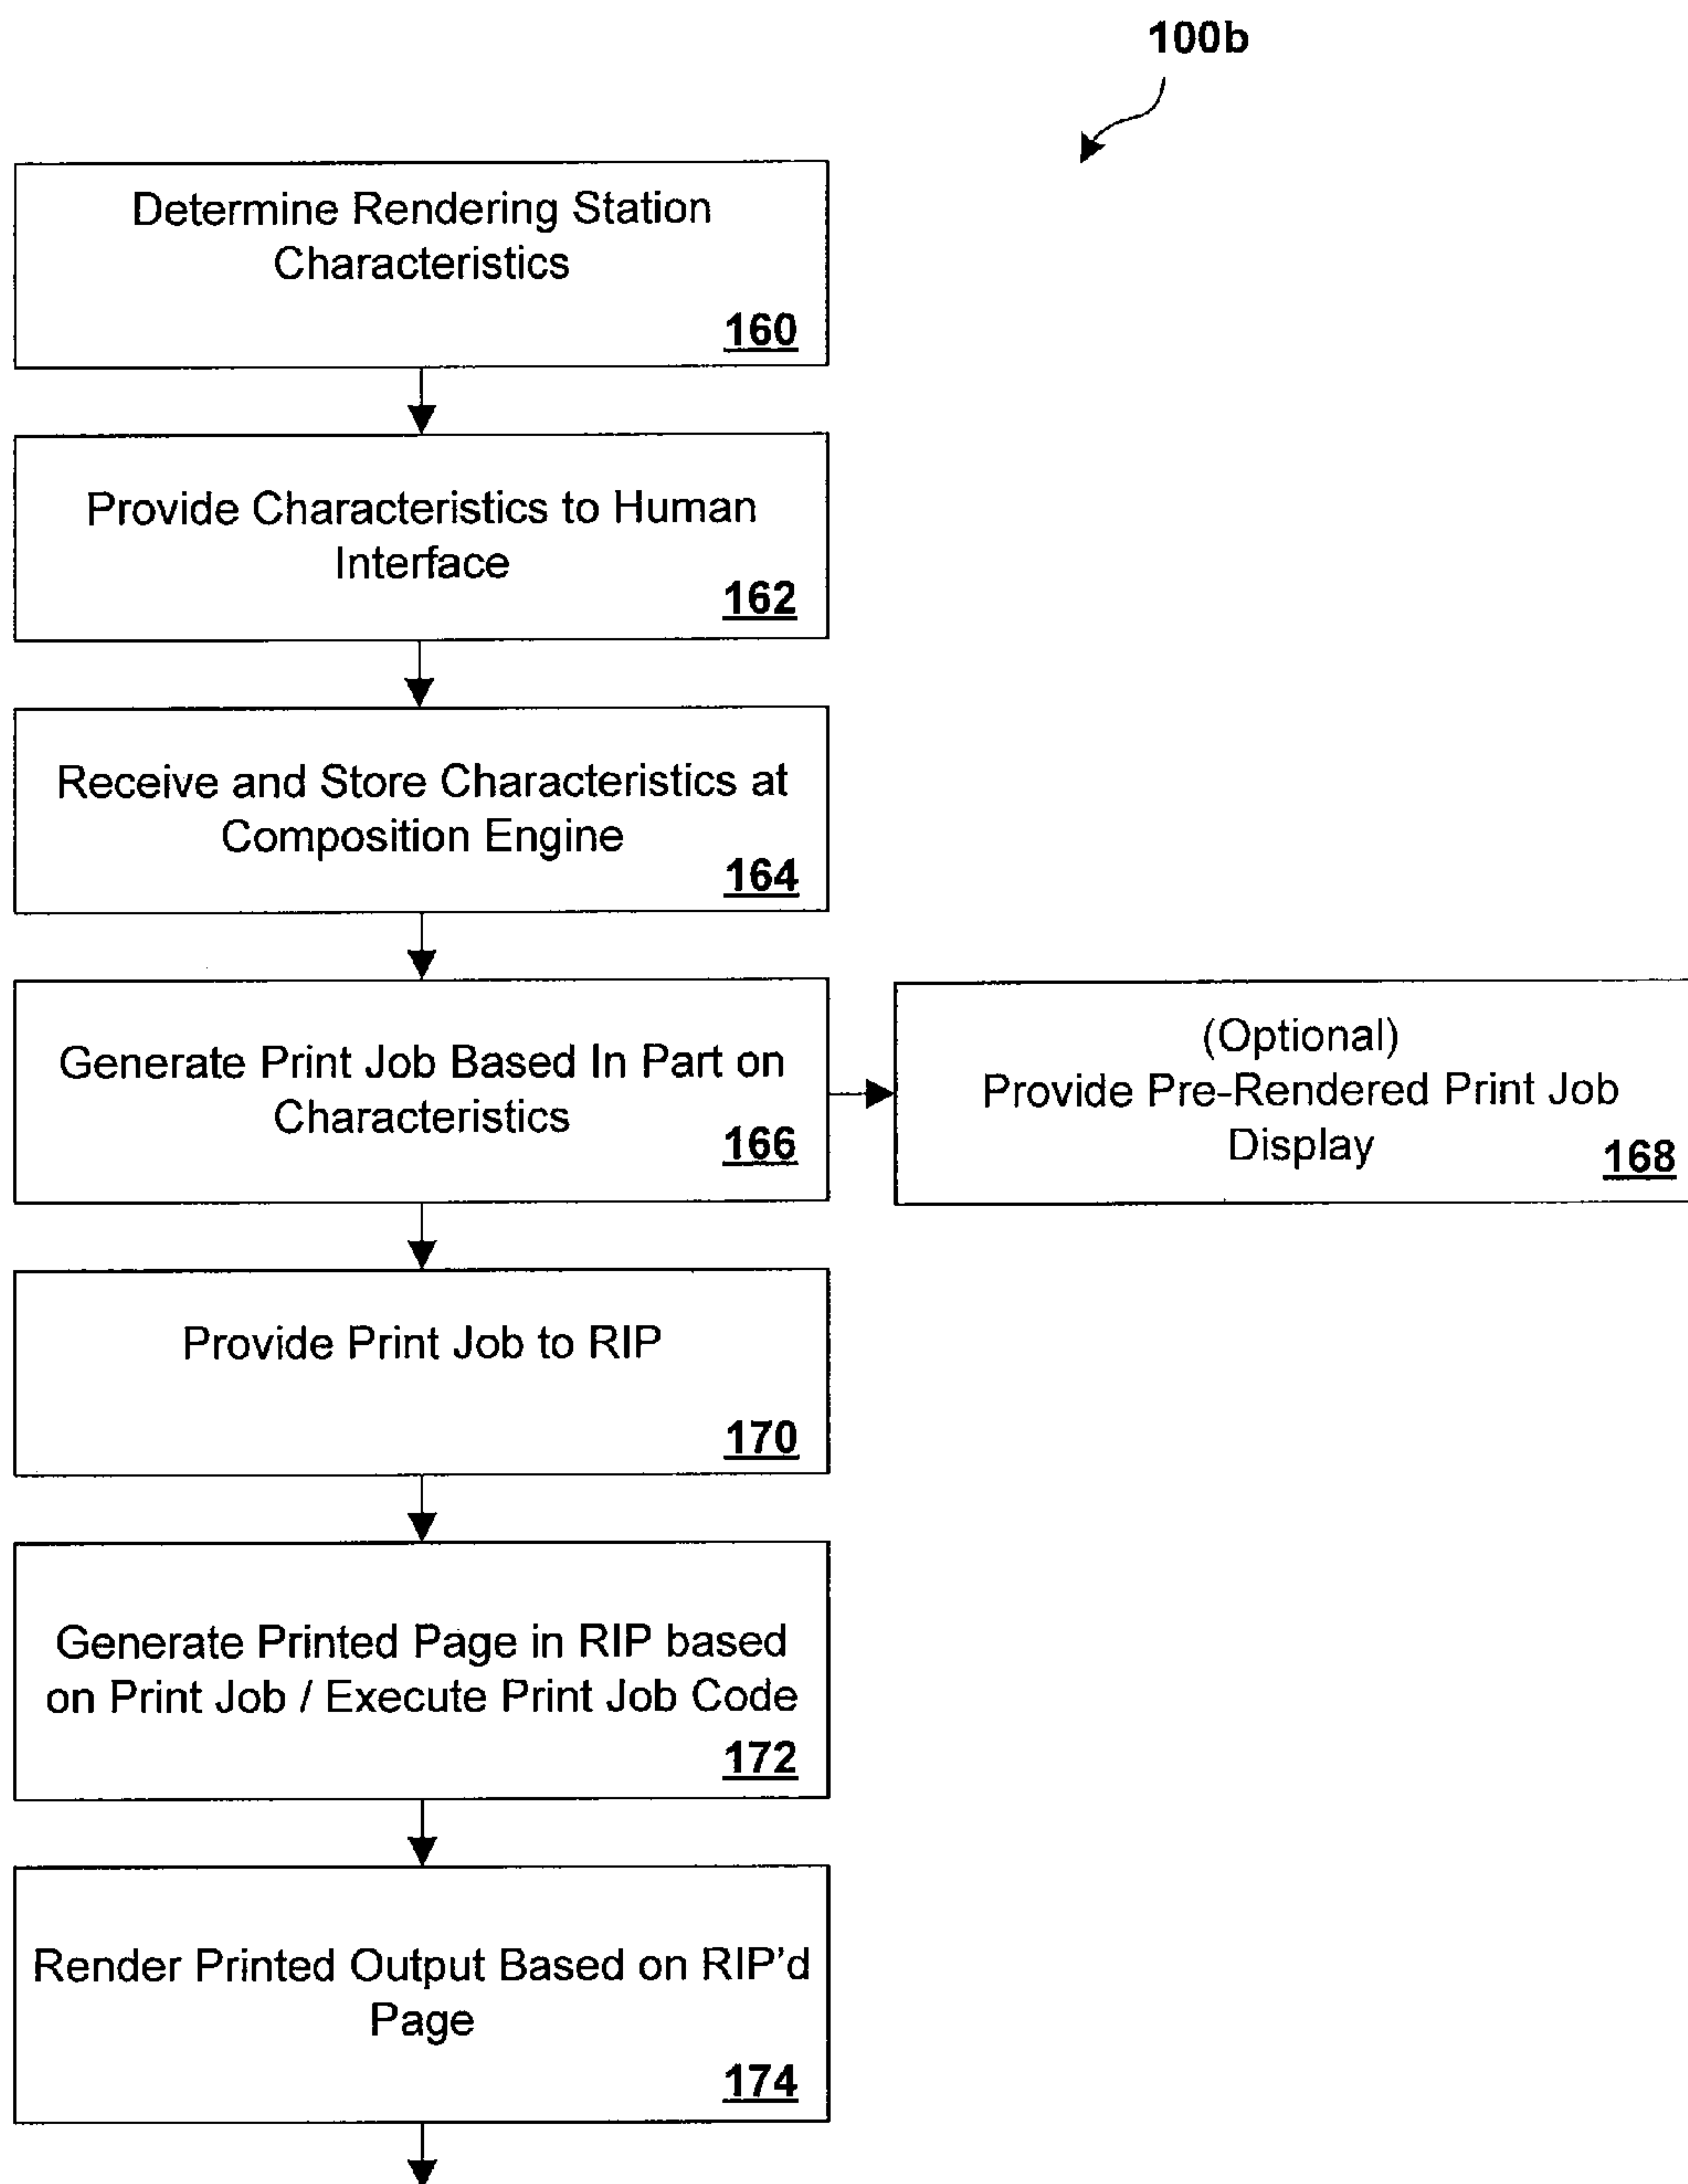 100b
Determine Rendering Station
Characteristics
160
Provide Characteristics to Human
Interface
162
Receive and Store Characteristics at
Composition Engine
164
Generate Print Job Based In Part on
Characteristics
166
(Optional)
Provide Pre-Rendered Print Job
Display
168
Provide Print Job to RIP
170
Generate Printed Page in RIP based
on Print Job / Execute Print Job Code
172
Render Printed Output Based on RIP'd
Page
174